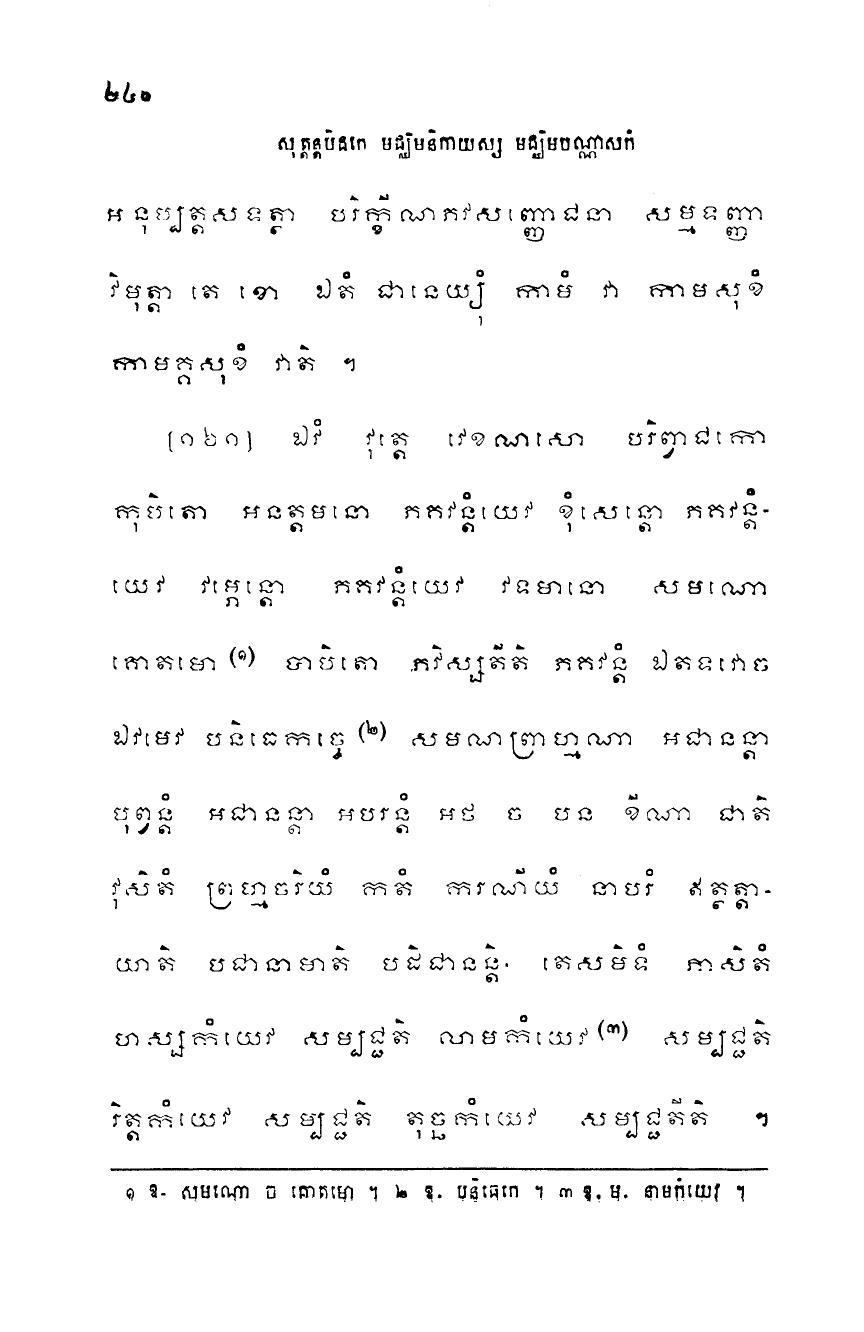 ២៤០
សុត្តន្តបិដកេ មជ្ឈិមនិកាយស្ស មជ្ឈិមបណ្ណាសកំ
អនុប្បត្តសទត្ថា បរិក្ខីណភវសញ្ញោជនា សម្មទញ្ញា
វិមុត្តា តេ ខោ ឯតំ ជានេយ្យុំ កាមំ វា កាមសុខំ
កាមគ្គសុខំ វាតិ ។
[១៦១] ឯវំ វុត្តេ វេខណសោ បរិព្វាជកោ
កុបិតោ អនត្តមនោ ភគវន្តំយេវ ខុំសេន្តោ ភគវន្តំ-
យេវ វម្ភេន្តោ ភគវន្តំយេវ វទមានោ សមណោ
គោតមោ (១) បាបិតោ ភវិស្សតីតិ ភគវន្តំ ឯតទវោច
ឯវមេវ បនិធេកច្ចេ (២) សមណព្រាហ្មណា អជានន្តា
បុព្វន្តំ អជានន្តា អបរន្តំ អថ ច បន ខីណា ជាតិ
វុសិតំ ព្រហ្មចរិយំ កតំ ករណីយំ នាបរំ ឥត្ថត្តា-
យាតិ បជានាមាតិ បដិជានន្តិ. តេសមិទំ ភាសិតំ
ហស្សកំយេវ សម្បជ្ជតិ លាមកំយេវ (៣) សម្បជ្ជតិ
រិត្តកំយេវ សម្បជ្ជតិ តុច្ឆកំយេវ សម្បជ្ជតីតិ ។
១ ឧ- សមណោ ច គោតមោ ។ ២ ឧ. បនិធេកេ ។ ៣ ឧ. ម. នាមកំយេវ ។